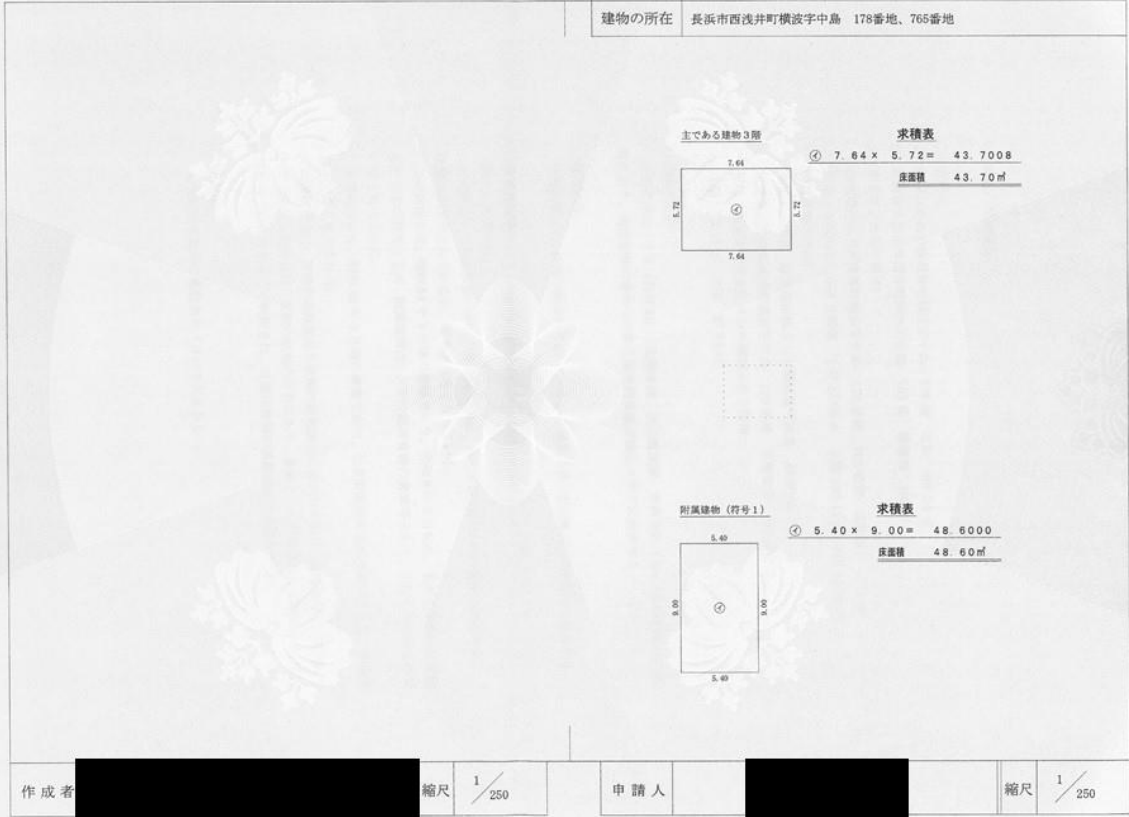 建物の所在 長浜市西浅井町横波字中島 178番地、765番地
主である建物3階
求積表
㋑ 7.64× 5.72= 43.7008
床面積 43.70㎡
7.64
5.72
㋑
5.72
7.64
附属建物(符号1)
求積表
㋑ 5.40× 9.00= 48.6000
床面積 48.60㎡
5.40
9.00
㋑
9.00
5.40
作成者 縮尺 1/250 申請人 縮尺 1/250